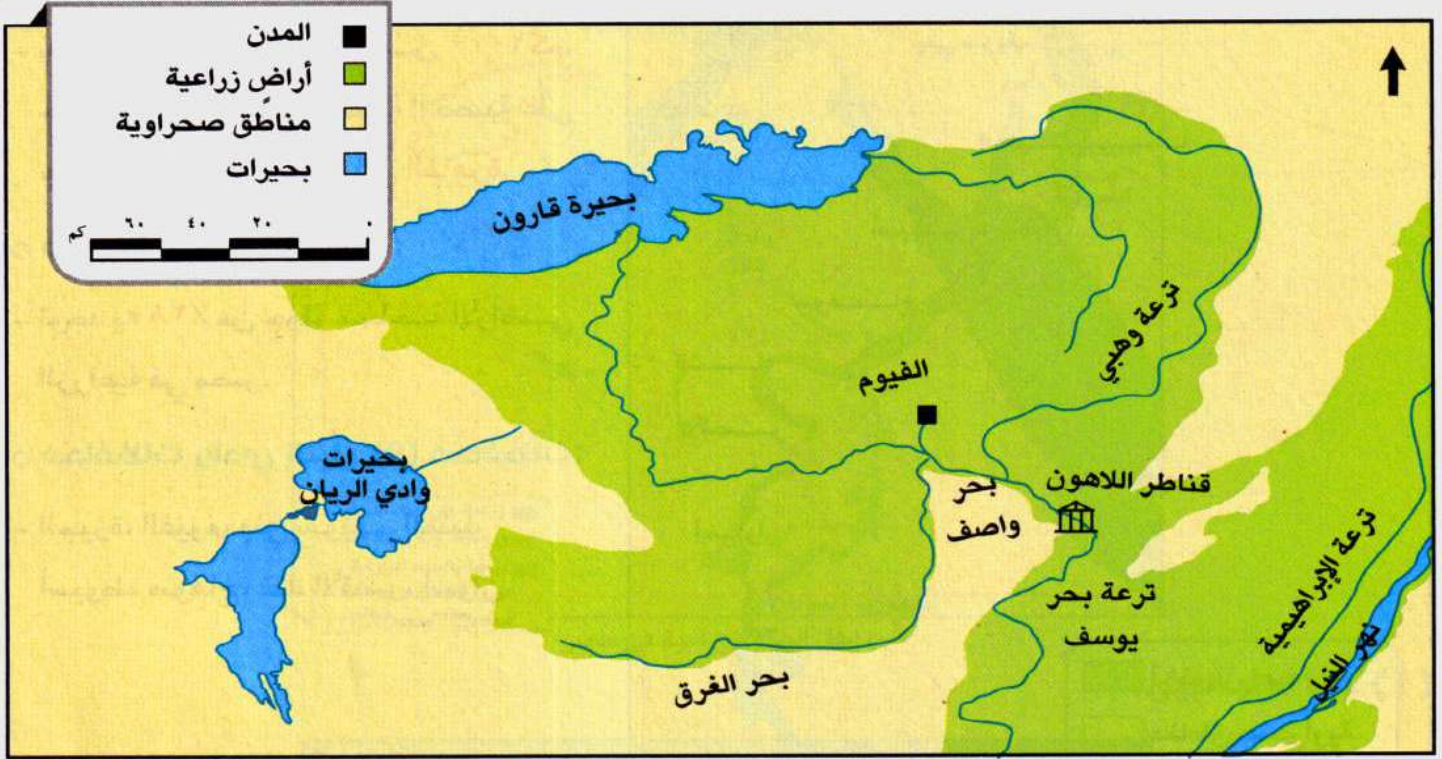 المدن
أراضٍ زراعية
مناطق صحراوية
بحيرات
كم ٦٠ ٤٠ ٢٠ ٠
بحيرة قارون
ترعة وهبي
الفيوم
بحيرات
وادي الريان
قناطر اللاهون
بحر
واصف
ترعة بحر
يوسف
ترعة الإبراهيمية
نهر النيل
بحر الغرق